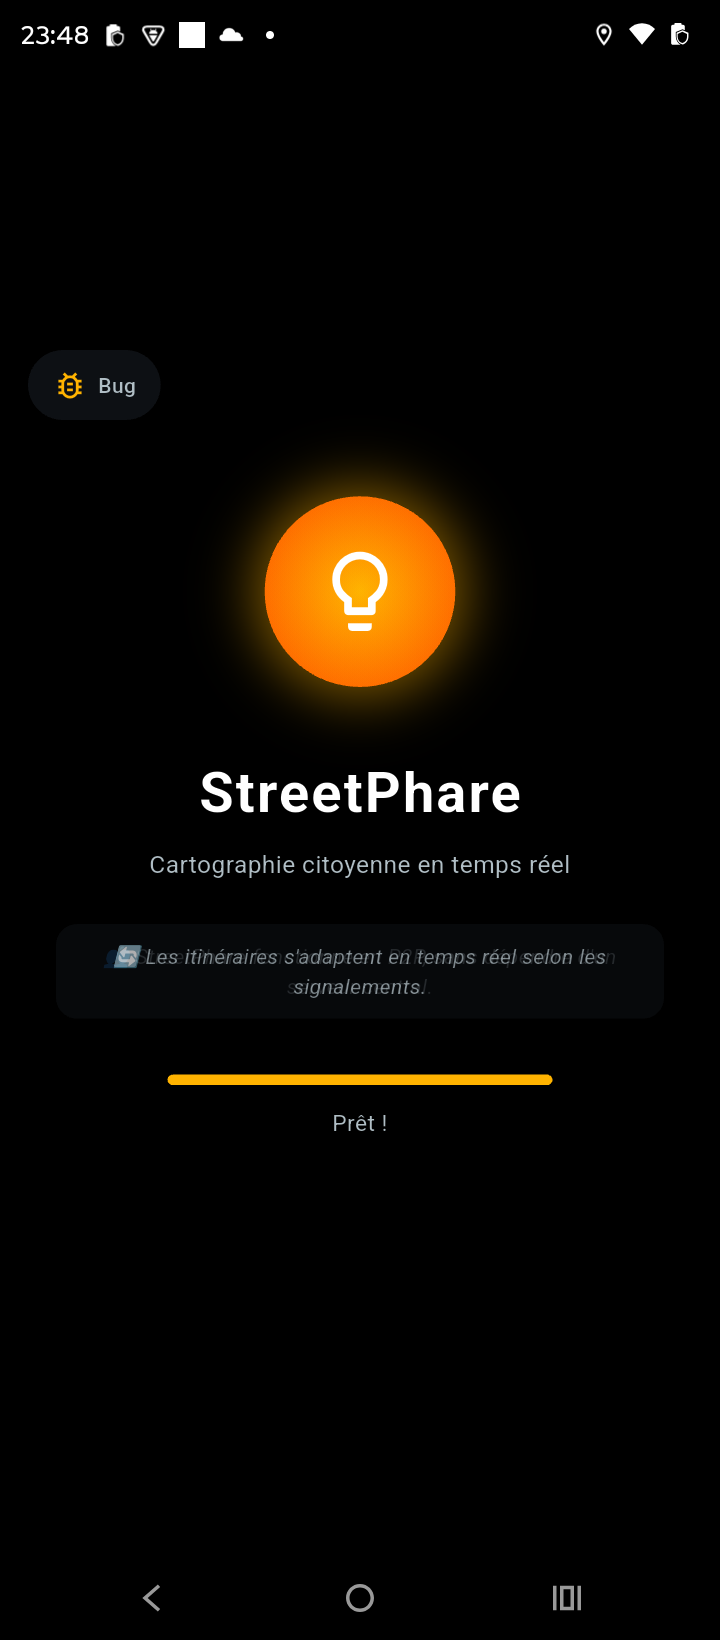 23:48
Bug
StreetPhare
Cartographie citoyenne en temps réel
Les itinéraires s'adaptent en temps réel selon les
signalements.
Prêt !